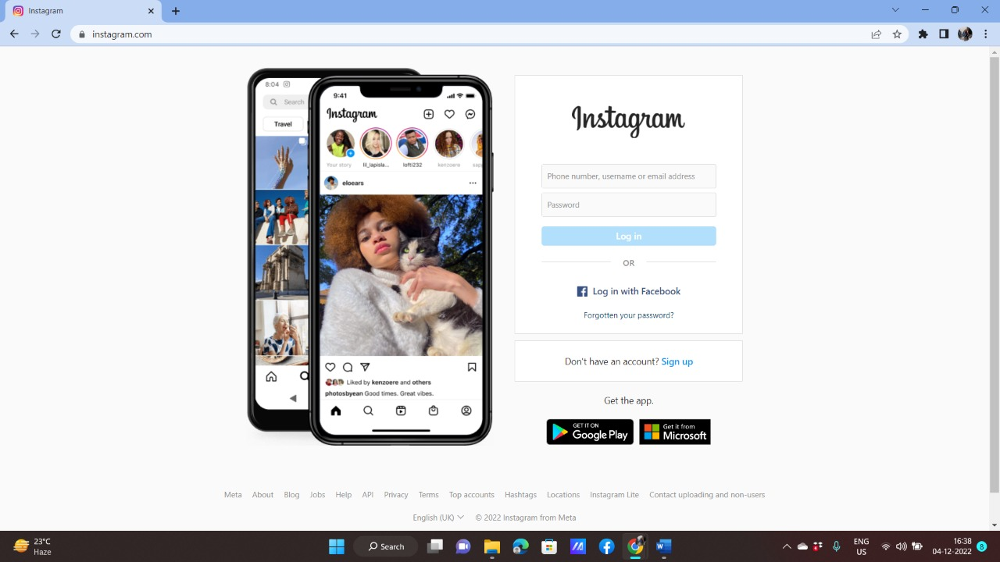 Instagram
instagram.com
8:04
Search
Travel
9:41
Instagram
Your story lil_lapisla... lofti232 kenzoere
eloears
Liked by kenzoere and others
photosbyean Good times. Great vibes.
Instagram
Phone number, username or email address
Password
Log in
OR
Log in with Facebook
Forgotten your password?
Don't have an account? Sign up
Get the app.
GET IT ON
Google Play
Get it from
Microsoft
Meta About Blog Jobs Help API Privacy Terms Top accounts Hashtags Locations Instagram Lite Contact uploading and non-users
English (UK) © 2022 Instagram from Meta
23°C
Haze
Search
ENG
US
16:38
04-12-2022
8